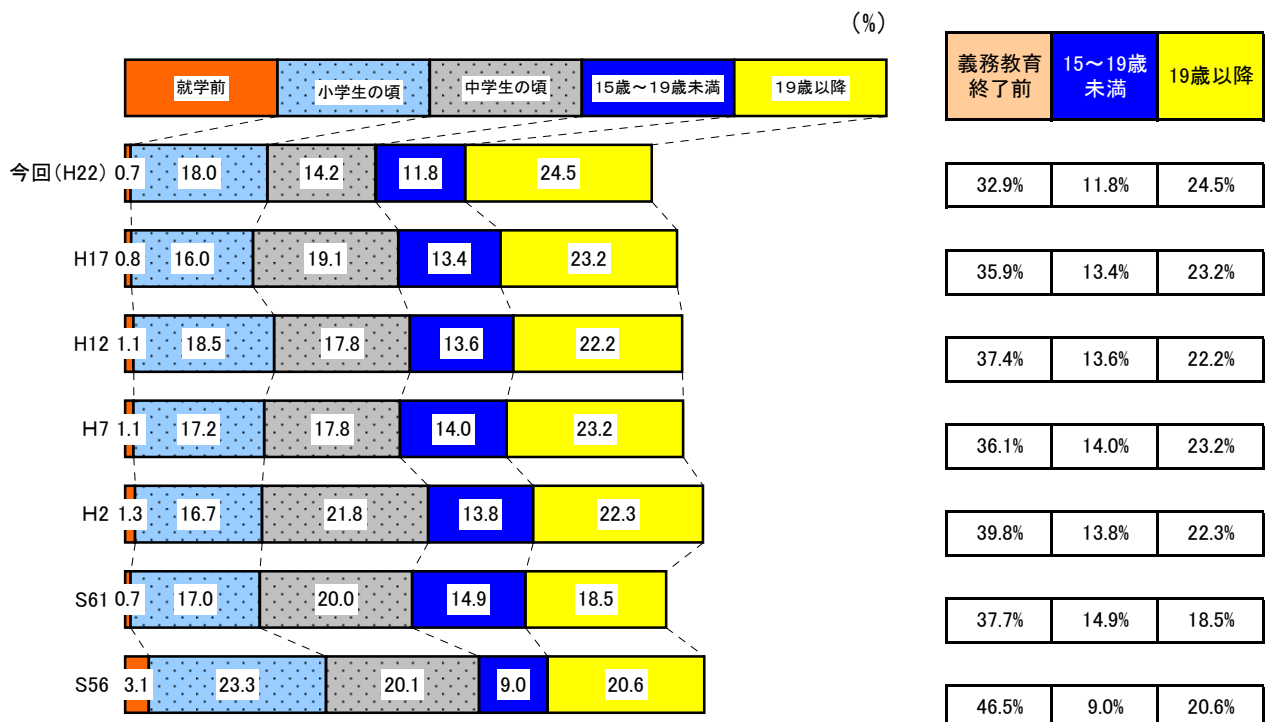 (%)
就学前 小学生の頃 中学生の頃 15歳～19歳未満 19歳以降
義務教育終了前 15～19歳未満 19歳以降
今回(H22) 0.7 18.0 14.2 11.8 24.5 32.9% 11.8% 24.5%
H17 0.8 16.0 19.1 13.4 23.2 35.9% 13.4% 23.2%
H12 1.1 18.5 17.8 13.6 22.2 37.4% 13.6% 22.2%
H7 1.1 17.2 17.8 14.0 23.2 36.1% 14.0% 23.2%
H2 1.3 16.7 21.8 13.8 22.3 39.8% 13.8% 22.3%
S61 0.7 17.0 20.0 14.9 18.5 37.7% 14.9% 18.5%
S56 3.1 23.3 20.1 9.0 20.6 46.5% 9.0% 20.6%